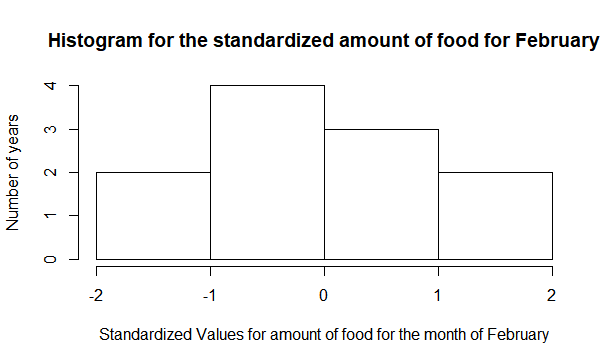 Histogram for the standardized amount of food for February
Number of years
4
3
2
1
0
-2 -1 0 1 2
Standardized Values for amount of food for the month of February